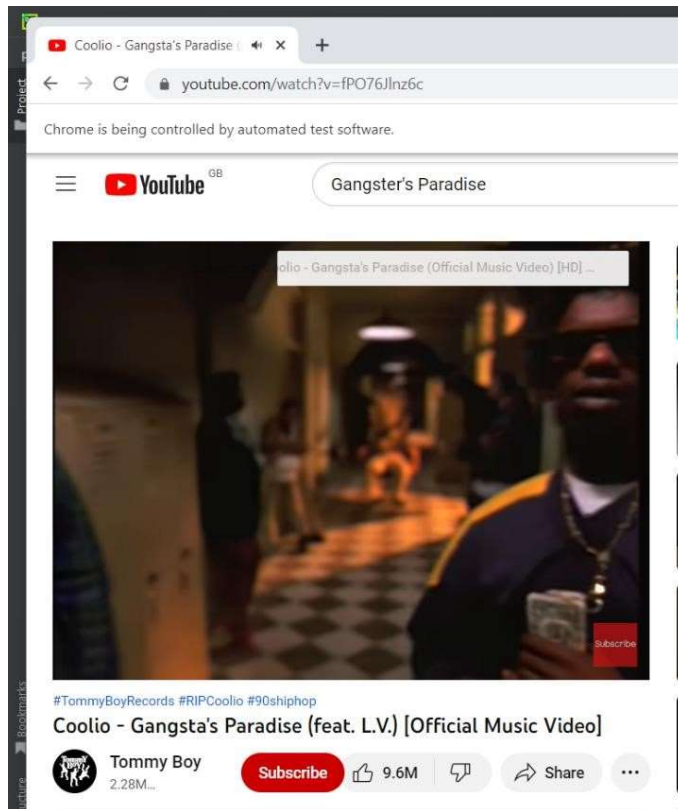 Coolio - Gangsta's Paradise (
youtube.com/watch?v=fPO76Jlnz6c
Project
Chrome is being controlled by automated test software.
YouTube GB
Gangster's Paradise
olio - Gangsta's Paradise (Official Music Video) [HD] ...
Subscribe
#TommyBoyRecords #RIPCoolio #90shiphop
Coolio - Gangsta's Paradise (feat. L.V.) [Official Music Video]
Bookmarks
Tommy Boy
2.28M...
Subscribe
9.6M
Share
...
ucture